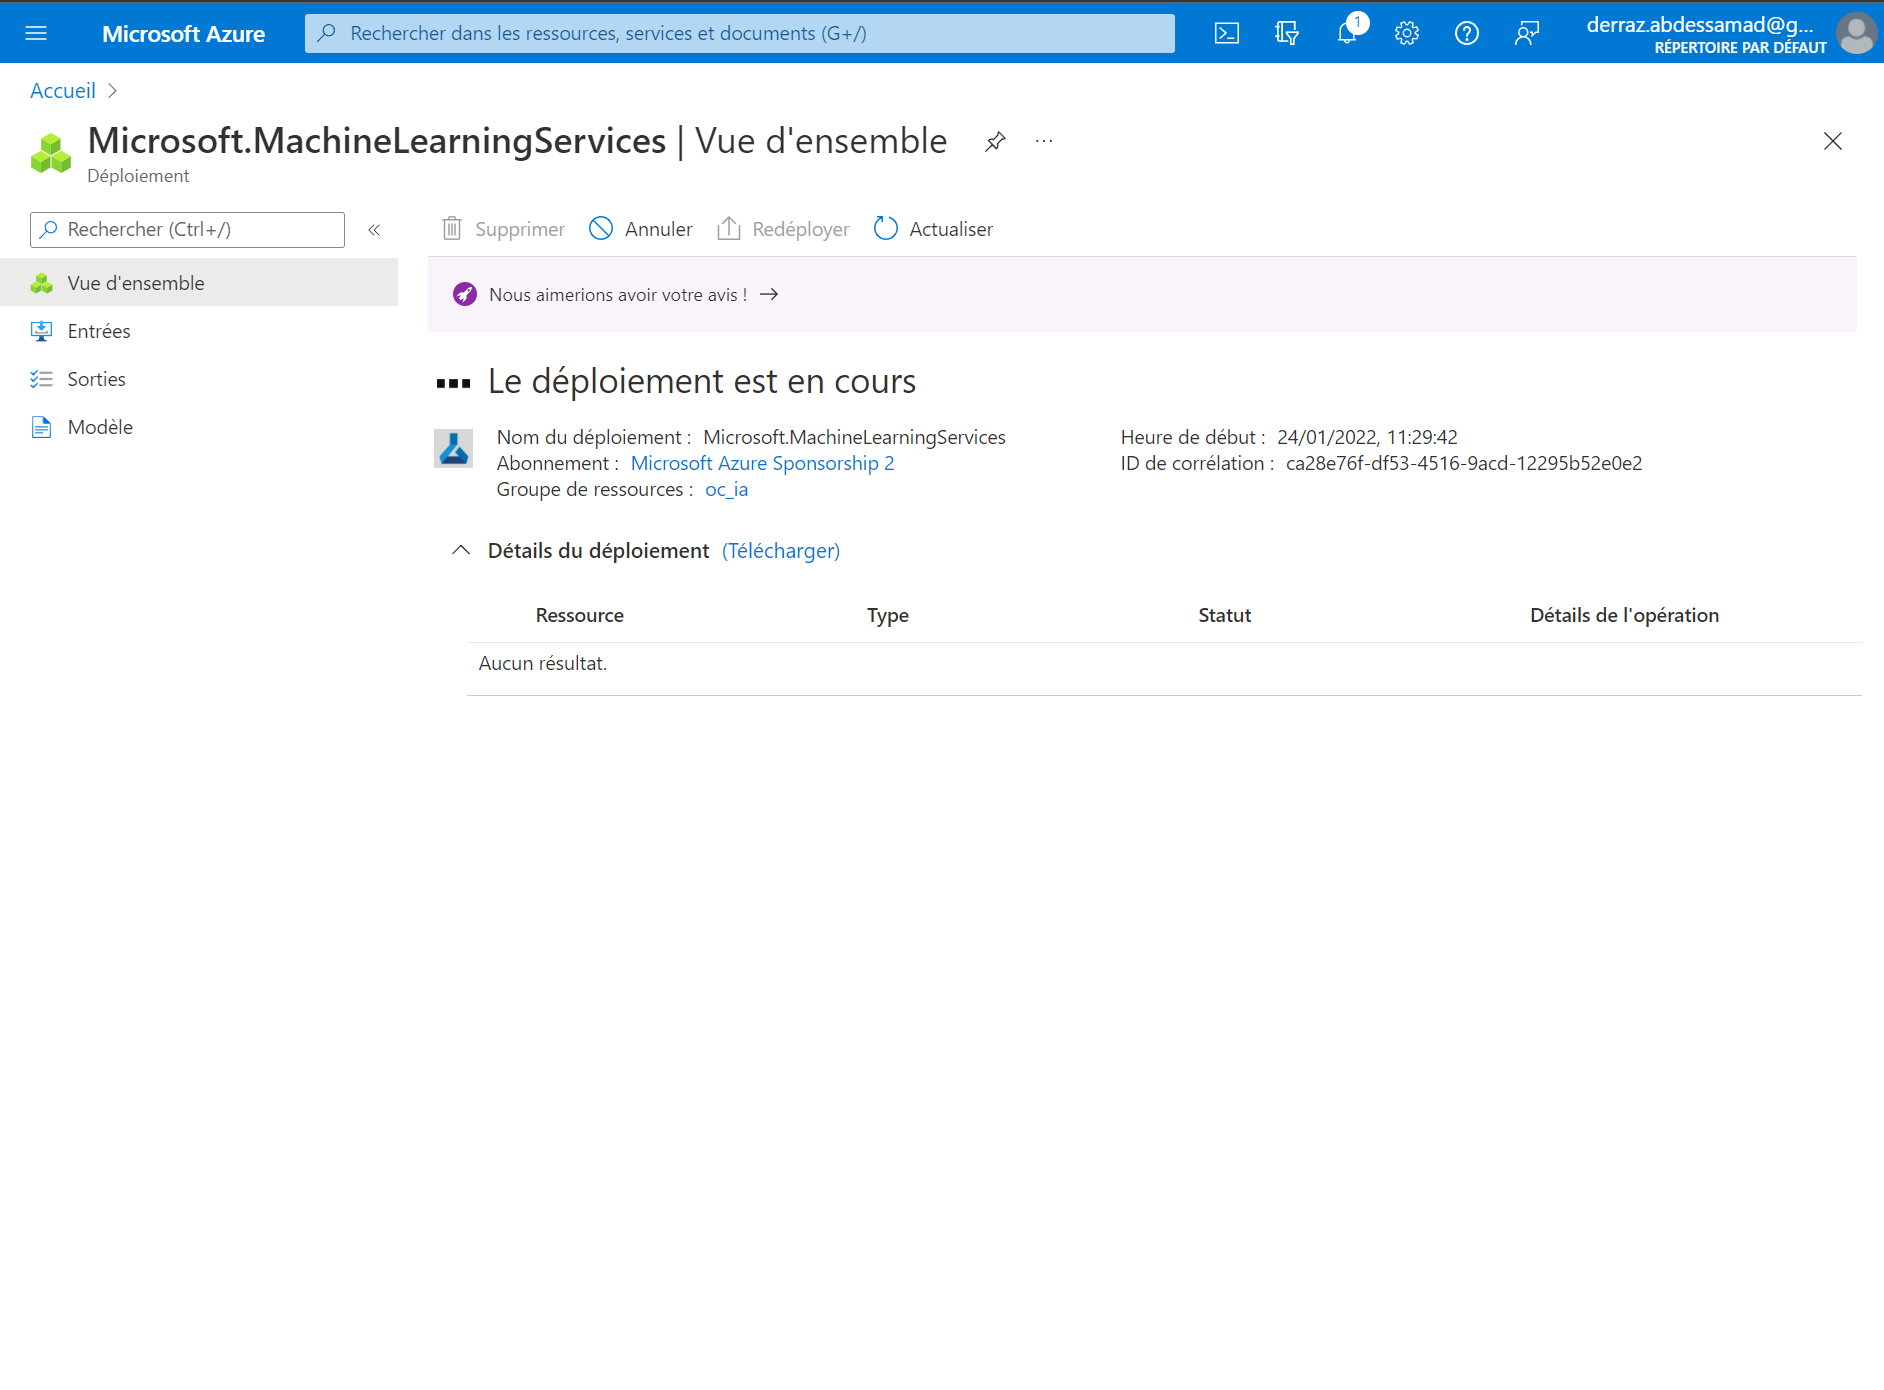 Microsoft Azure
Rechercher dans les ressources, services et documents (G+/)
1
derraz.abdessamad@g...
RÉPERTOIRE PAR DÉFAUT
Accueil
Microsoft.MachineLearningServices | Vue d'ensemble
Déploiement
Rechercher (Ctrl+/)
Vue d'ensemble
Entrées
Sorties
Modèle
Supprimer Annuler Redéployer Actualiser
Nous aimerions avoir votre avis !
Le déploiement est en cours
Nom du déploiement : Microsoft.MachineLearningServices
Abonnement : Microsoft Azure Sponsorship 2
Groupe de ressources : oc_ia
Heure de début : 24/01/2022, 11:29:42
ID de corrélation : ca28e76f-df53-4516-9acd-12295b52e0e2
Détails du déploiement (Télécharger)
Ressource Type Statut Détails de l'opération
Aucun résultat.